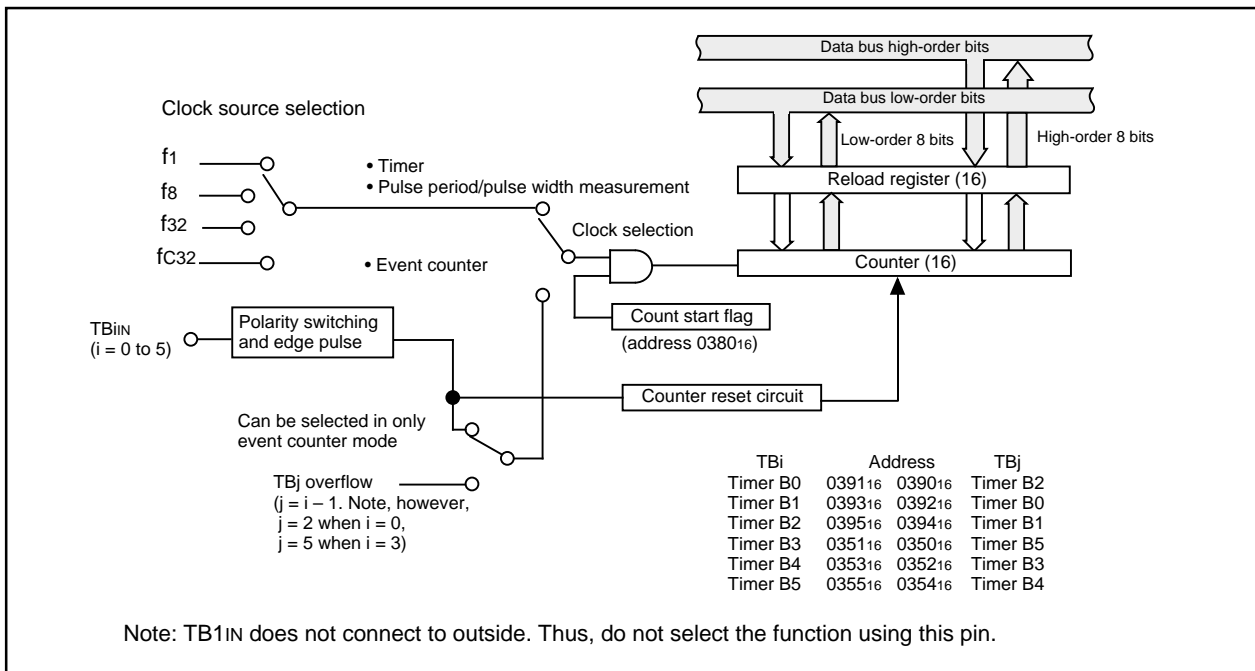 Data bus high-order bits
Clock source selection
Data bus low-order bits
Low-order 8 bits
High-order 8 bits
f1
f8
f32
fC32
• Timer
• Pulse period/pulse width measurement
Reload register (16)
Clock selection
• Event counter
Counter (16)
Count start flag
(address 038016)
TBiIN
(i = 0 to 5)
Polarity switching
and edge pulse
Counter reset circuit
Can be selected in only
event counter mode
TBj overflow
(j = i – 1. Note, however,
j = 2 when i = 0,
j = 5 when i = 3)
TBi Address TBj
Timer B0 039116 039016 Timer B2
Timer B1 039316 039216 Timer B0
Timer B2 039516 039416 Timer B1
Timer B3 035116 035016 Timer B5
Timer B4 035316 035216 Timer B3
Timer B5 035516 035416 Timer B4
Note: TB1IN does not connect to outside. Thus, do not select the function using this pin.